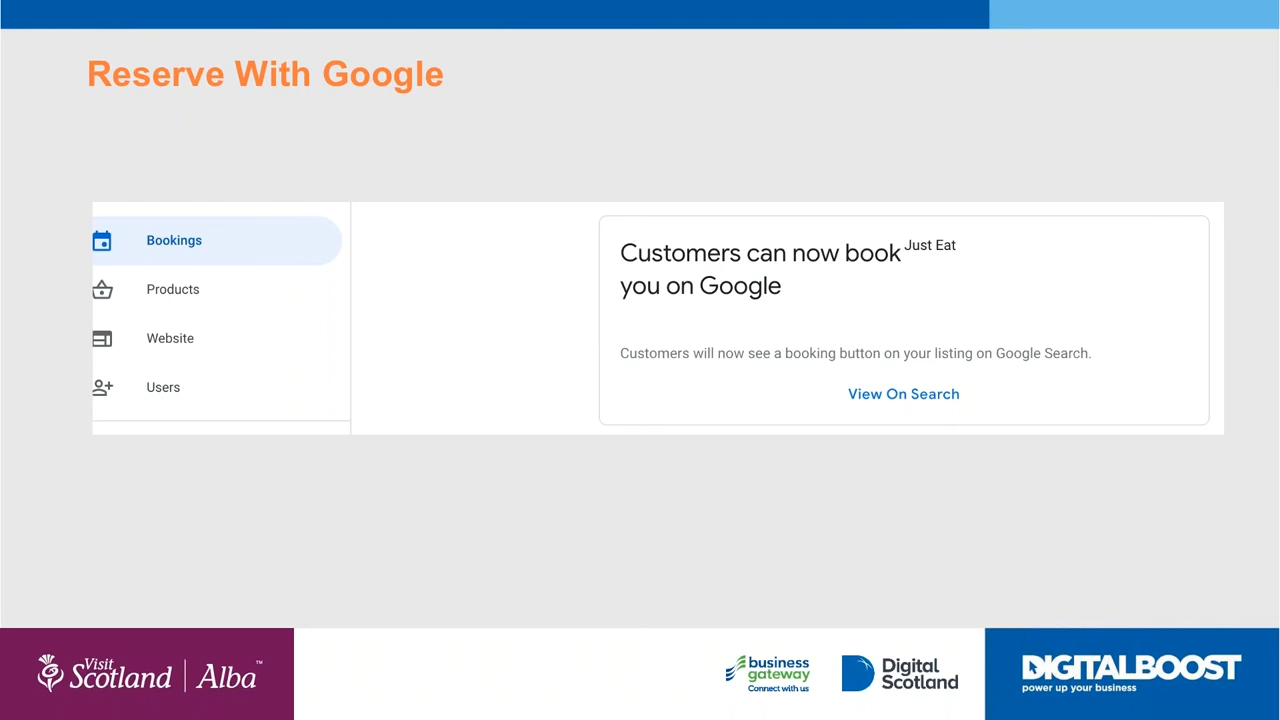 Reserve With Google
Bookings
Products
Website
Users
Customers can now book
you on Google
Just Eat
Customers will now see a booking button on your listing on Google Search.
View On Search
Visit
Scotland | Alba™
business
gateway
Connect with us
Digital
Scotland
DIGITALBOOST
power up your business